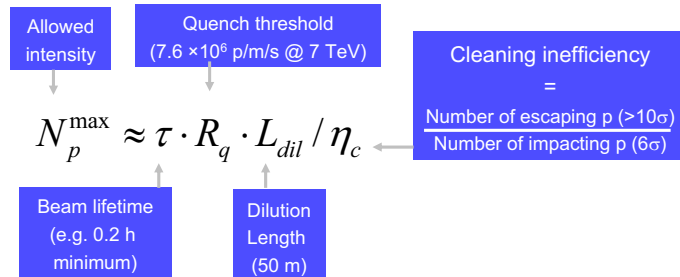 Allowed
intensity
Quench threshold
(7.6 ×10⁶ p/m/s @ 7 TeV)
Cleaning inefficiency
=
Number of escaping p (>10σ)
Number of impacting p (6σ)
N_p^max ≈ τ · R_q · L_dil / η_c
Beam lifetime
(e.g. 0.2 h
minimum)
Dilution
Length
(50 m)